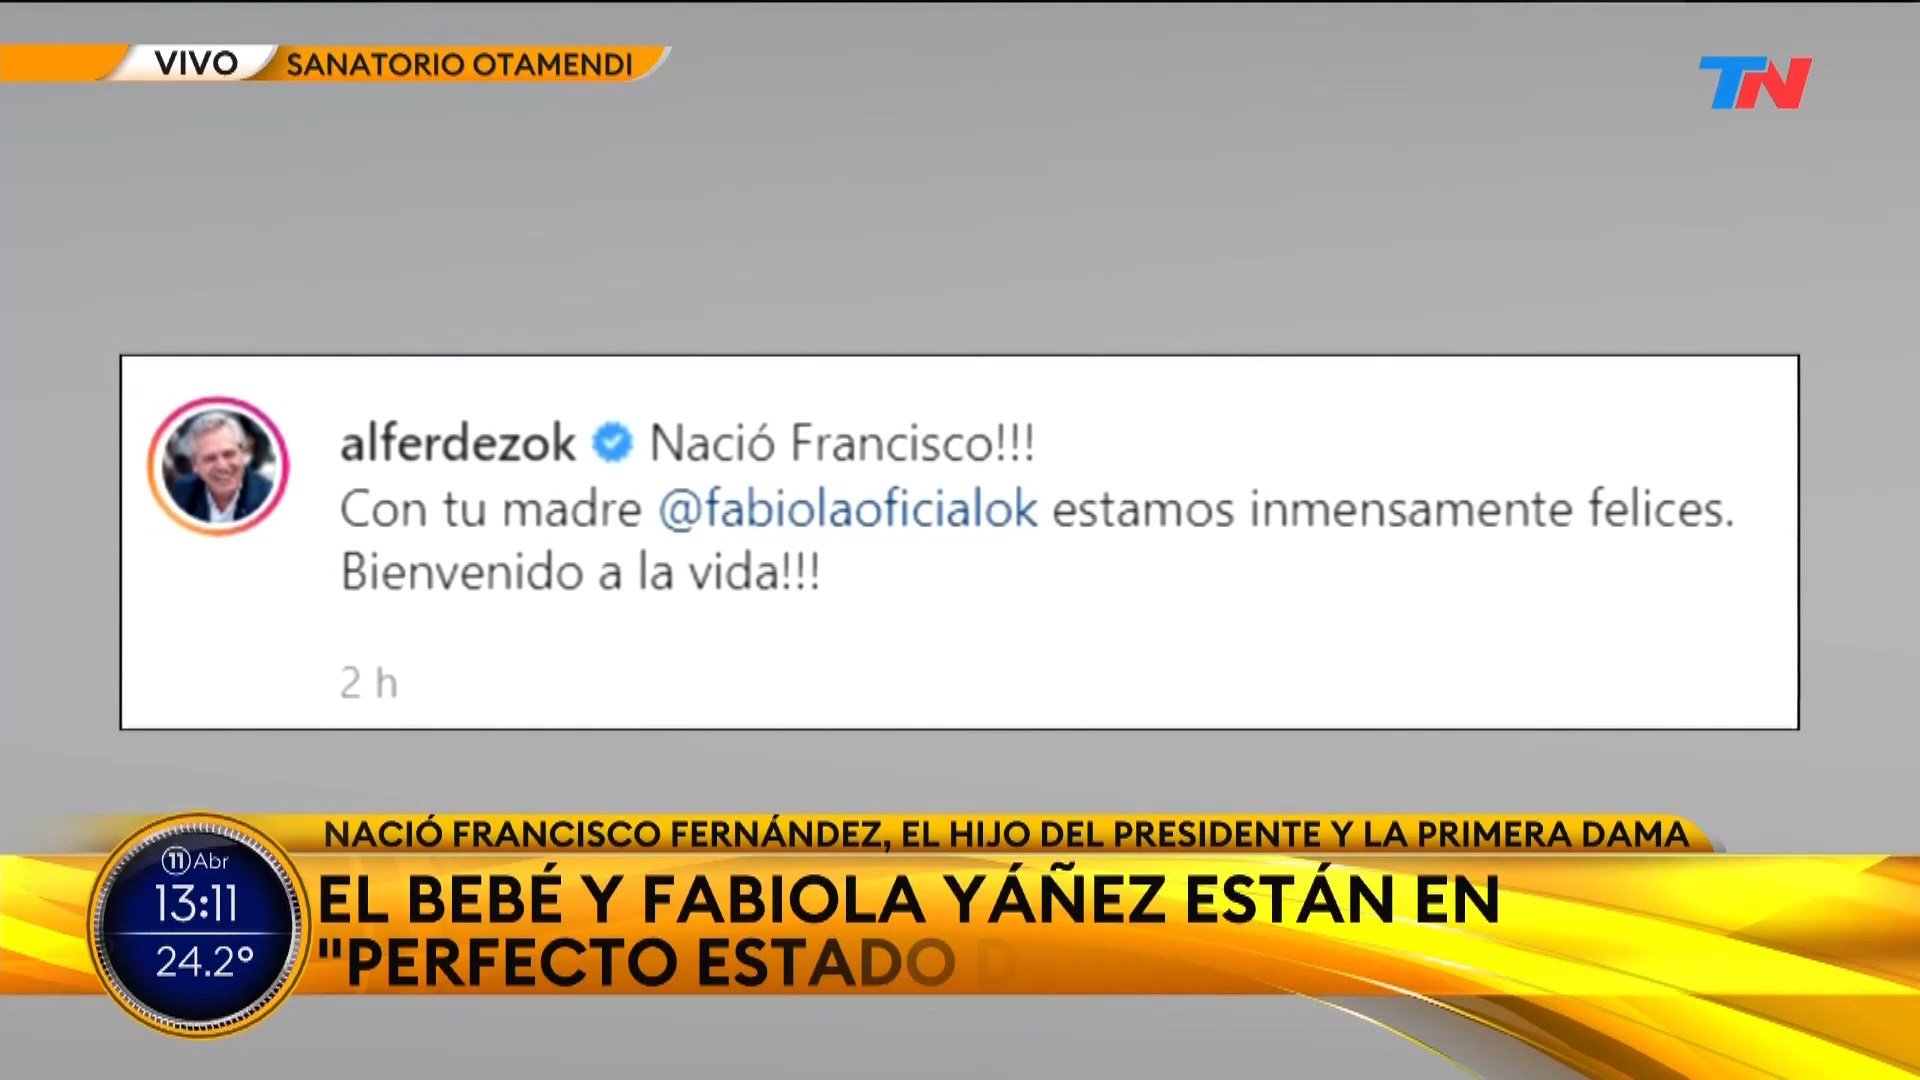 VIVO SANATORIO OTAMENDI
TN
alferdezok Nació Francisco!!!
Con tu madre @fabiolaoficialok estamos inmensamente felices.
Bienvenido a la vida!!!
2 h
NACIÓ FRANCISCO FERNÁNDEZ, EL HIJO DEL PRESIDENTE Y LA PRIMERA DAMA
11 Abr
13:11
24.2°
EL BEBÉ Y FABIOLA YÁÑEZ ESTÁN EN
"PERFECTO ESTADO